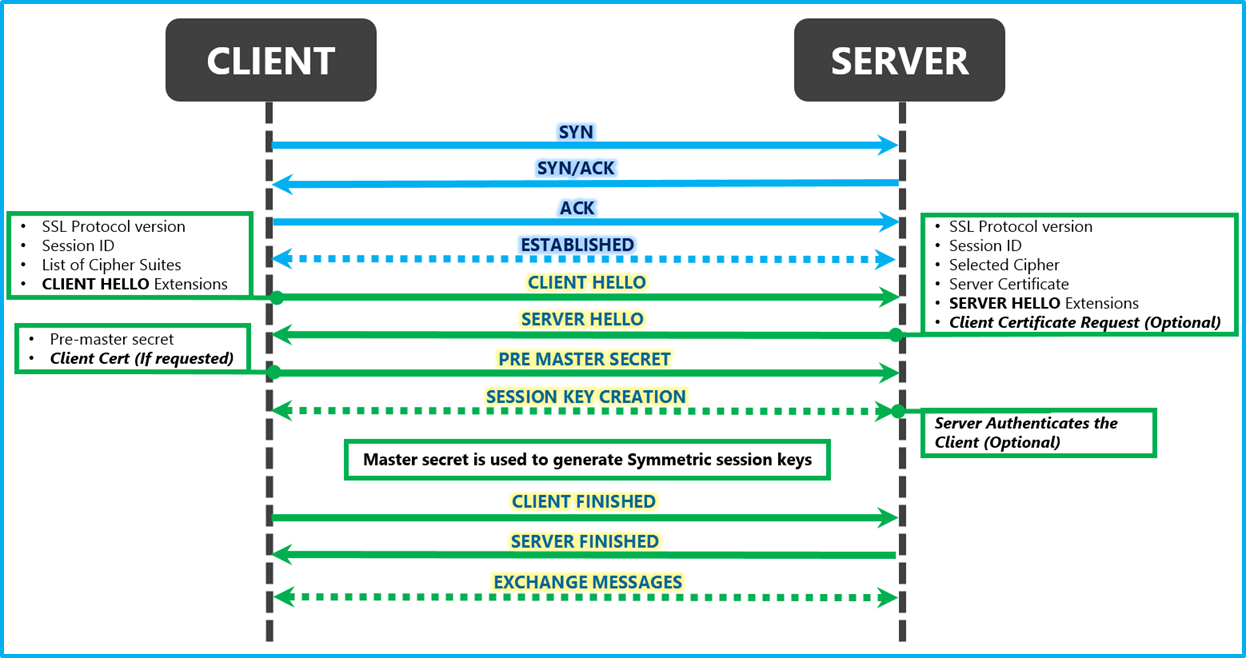 CLIENT
SERVER
SYN
SYN/ACK
ACK
ESTABLISHED
• SSL Protocol version
• Session ID
• List of Cipher Suites
• CLIENT HELLO Extensions
• SSL Protocol version
• Session ID
• Selected Cipher
• Server Certificate
• SERVER HELLO Extensions
• Client Certificate Request (Optional)
CLIENT HELLO
SERVER HELLO
• Pre-master secret
• Client Cert (If requested)
PRE MASTER SECRET
SESSION KEY CREATION
Server Authenticates the
Client (Optional)
Master secret is used to generate Symmetric session keys
CLIENT FINISHED
SERVER FINISHED
EXCHANGE MESSAGES